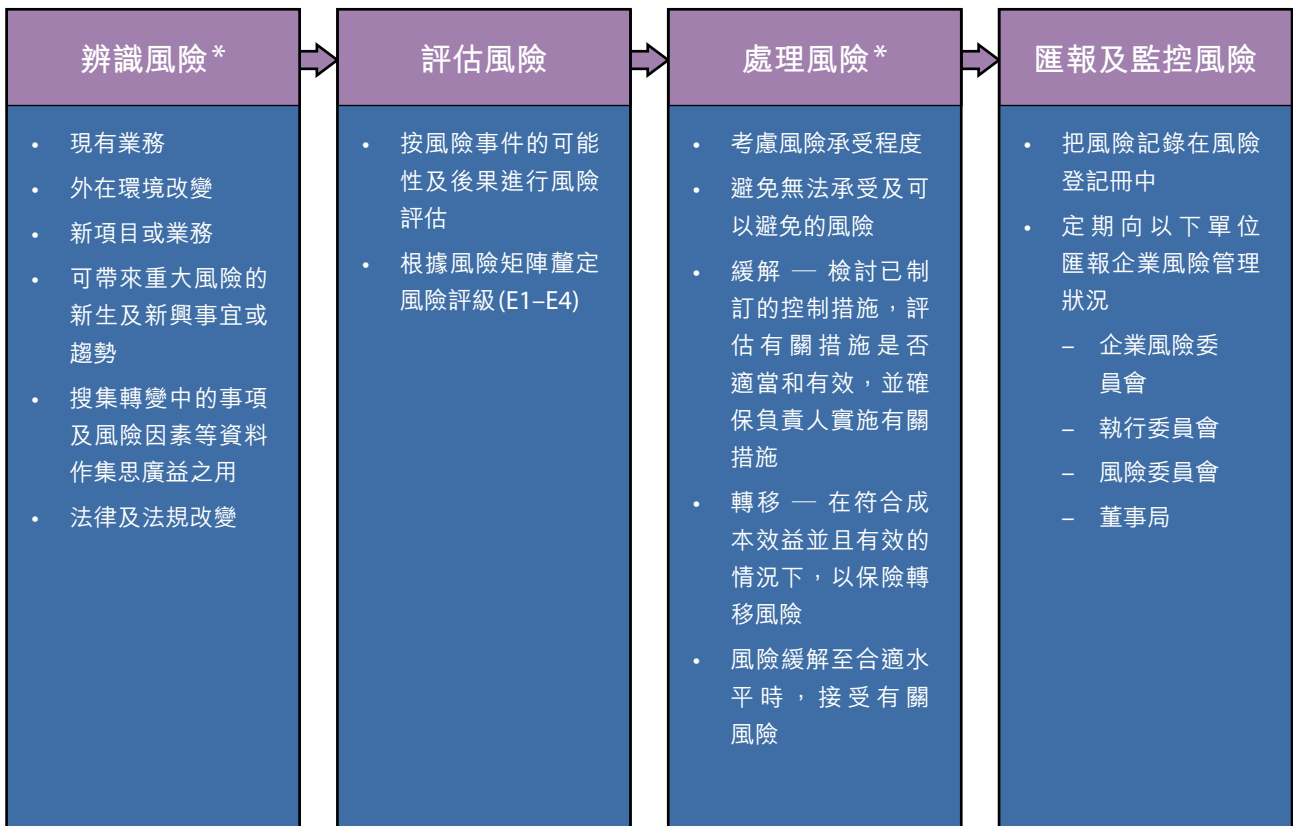 辨識風險*
• 現有業務
• 外在環境改變
• 新項目或業務
• 可帶來重大風險的
新生及新興事宜或
趨勢
• 搜集轉變中的事項
及風險因素等資料
作集思廣益之用
• 法律及法規改變
評估風險
• 按風險事件的可能
性及後果進行風險
評估
• 根據風險矩陣釐定
風險評級(E1–E4)
處理風險*
• 考慮風險承受程度
• 避免無法承受及可
以避免的風險
• 緩解 — 檢討已制
訂的控制措施，評
估有關措施是否
適當和有效，並確
保負責人實施有關
措施
• 轉移 — 在符合成
本效益並且有效的
情況下，以保險轉
移風險
• 風險緩解至合適水
平時，接受有關
風險
匯報及監控風險
• 把風險記錄在風險
登記冊中
• 定期向以下單位
匯報企業風險管理
狀況
– 企業風險委
員會
– 執行委員會
– 風險委員會
– 董事局